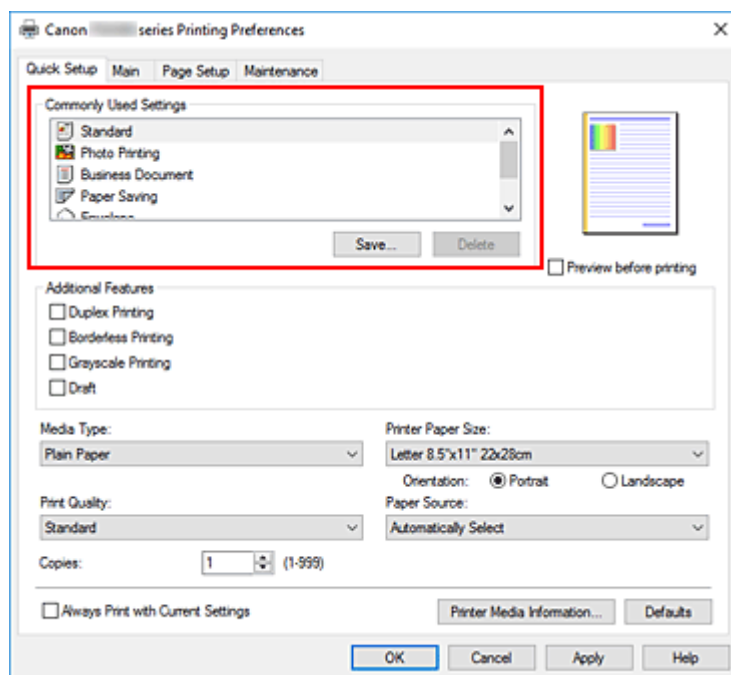 Canon series Printing Preferences
Quick Setup Main Page Setup Maintenance
Commonly Used Settings
Standard
Photo Printing
Business Document
Paper Saving
Envelope
Save... Delete
Preview before printing
Additional Features
Duplex Printing
Borderless Printing
Grayscale Printing
Draft
Media Type: Printer Paper Size:
Plain Paper Letter 8.5"x11" 22x28cm
Orientation: Portrait Landscape
Print Quality: Paper Source:
Standard Automatically Select
Copies: 1 (1-999)
Always Print with Current Settings Printer Media Information... Defaults
OK Cancel Apply Help